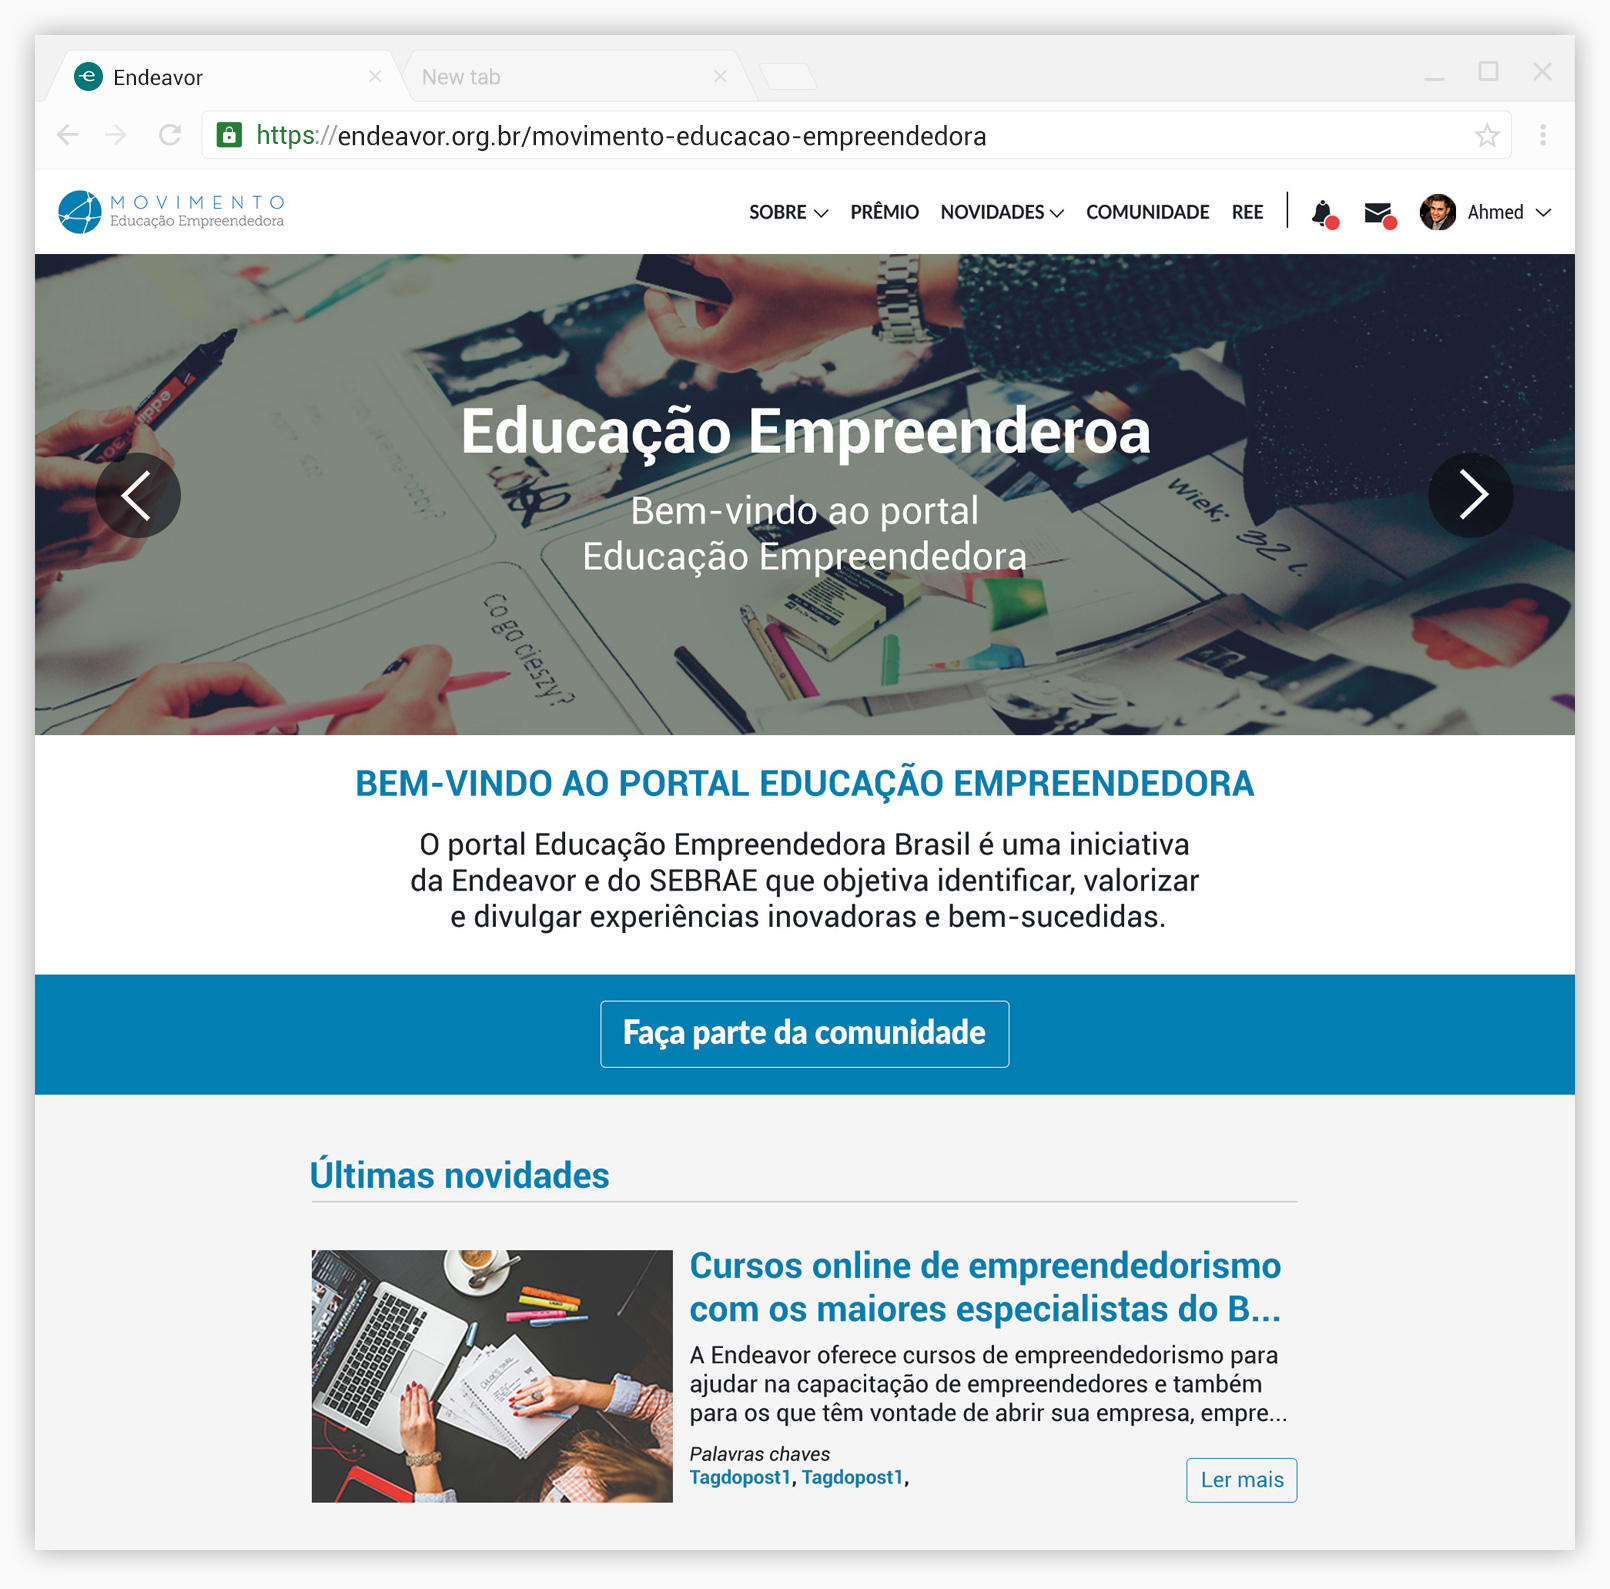 Endeavor
New tab
https://endeavor.org.br/movimento-educacao-empreendedora
MOVIMENTO
Educação Empreendedora
SOBRE PRÊMIO NOVIDADES COMUNIDADE REE Ahmed
Educação Empreenderoa
Bem-vindo ao portal
Educação Empreendedora
Wiek: 32 l.
Co go cieszy?
BEM-VINDO AO PORTAL EDUCAÇÃO EMPREENDEDORA
O portal Educação Empreendedora Brasil é uma iniciativa
da Endeavor e do SEBRAE que objetiva identificar, valorizar
e divulgar experiências inovadoras e bem-sucedidas.
Faça parte da comunidade
Últimas novidades
Cursos online de empreendedorismo
com os maiores especialistas do B...
A Endeavor oferece cursos de empreendedorismo para
ajudar na capacitação de empreendedores e também
para os que têm vontade de abrir sua empresa, empre...
Palavras chaves
Tagdopost1, Tagdopost1,
Ler mais